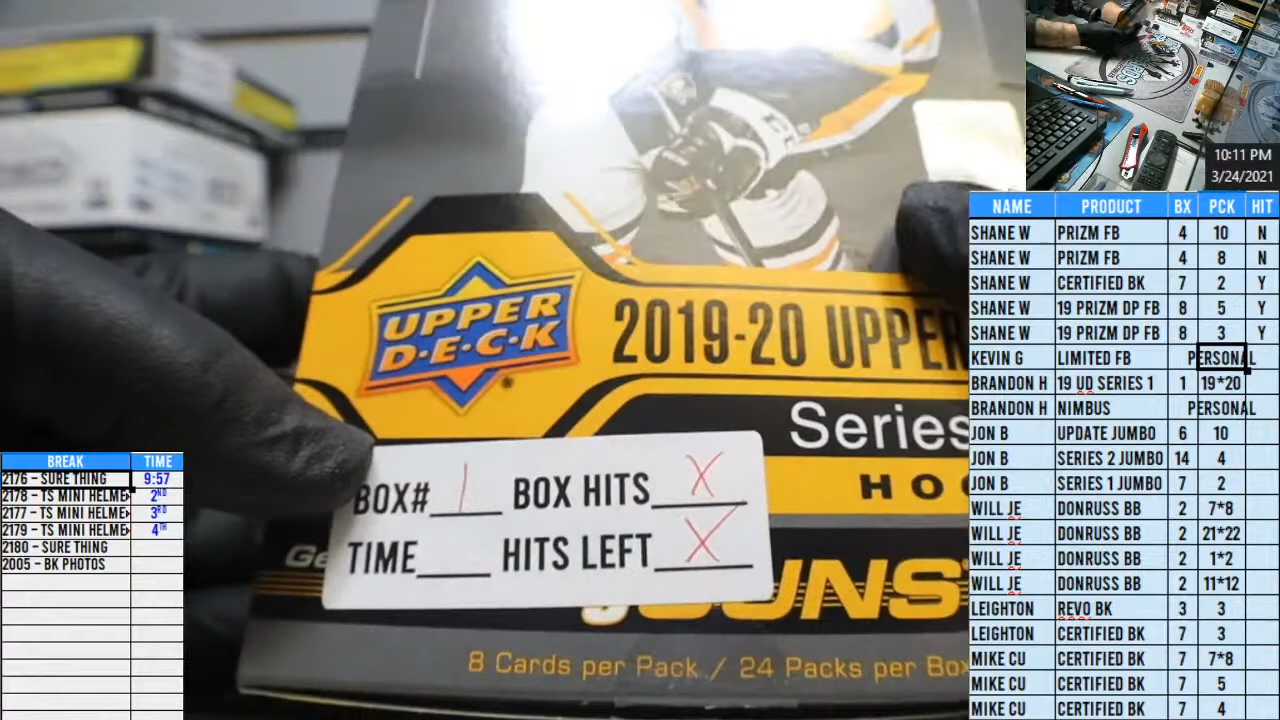 10:11 PM
3/24/2021
UPPER
D·E·C·K
2019-20 UPPER
Series
BOX# 1 BOX HITS X
TIME HITS LEFT X
8 Cards per Pack / 24 Packs per Box
NAME PRODUCT BX PCK HIT
SHANE W PRIZM FB 4 10 N
SHANE W PRIZM FB 4 8 N
SHANE W CERTIFIED BK 7 2 Y
SHANE W 19 PRIZM DP FB 8 5 Y
SHANE W 19 PRIZM DP FB 8 3 Y
KEVIN G LIMITED FB PERSONAL
BRANDON H 19 UD SERIES 1 1 19*20
BRANDON H NIMBUS PERSONAL
JON B UPDATE JUMBO 6 10
JON B SERIES 2 JUMBO 14 4
JON B SERIES 1 JUMBO 7 2
WILL JE DONRUSS BB 2 7*8
WILL JE DONRUSS BB 2 21*22
WILL JE DONRUSS BB 2 1*2
WILL JE DONRUSS BB 2 11*12
LEIGHTON REVO BK 3 3
LEIGHTON CERTIFIED BK 7 3
MIKE CU CERTIFIED BK 7 7*8
MIKE CU CERTIFIED BK 7 5
MIKE CU CERTIFIED BK 7 4
BREAK TIME
2176 – SURE THING 9:57
2178 – TS MINI HELME 2ND
2177 – TS MINI HELME 3RD
2179 – TS MINI HELME 4TH
2180 – SURE THING
2005 – BK PHOTOS